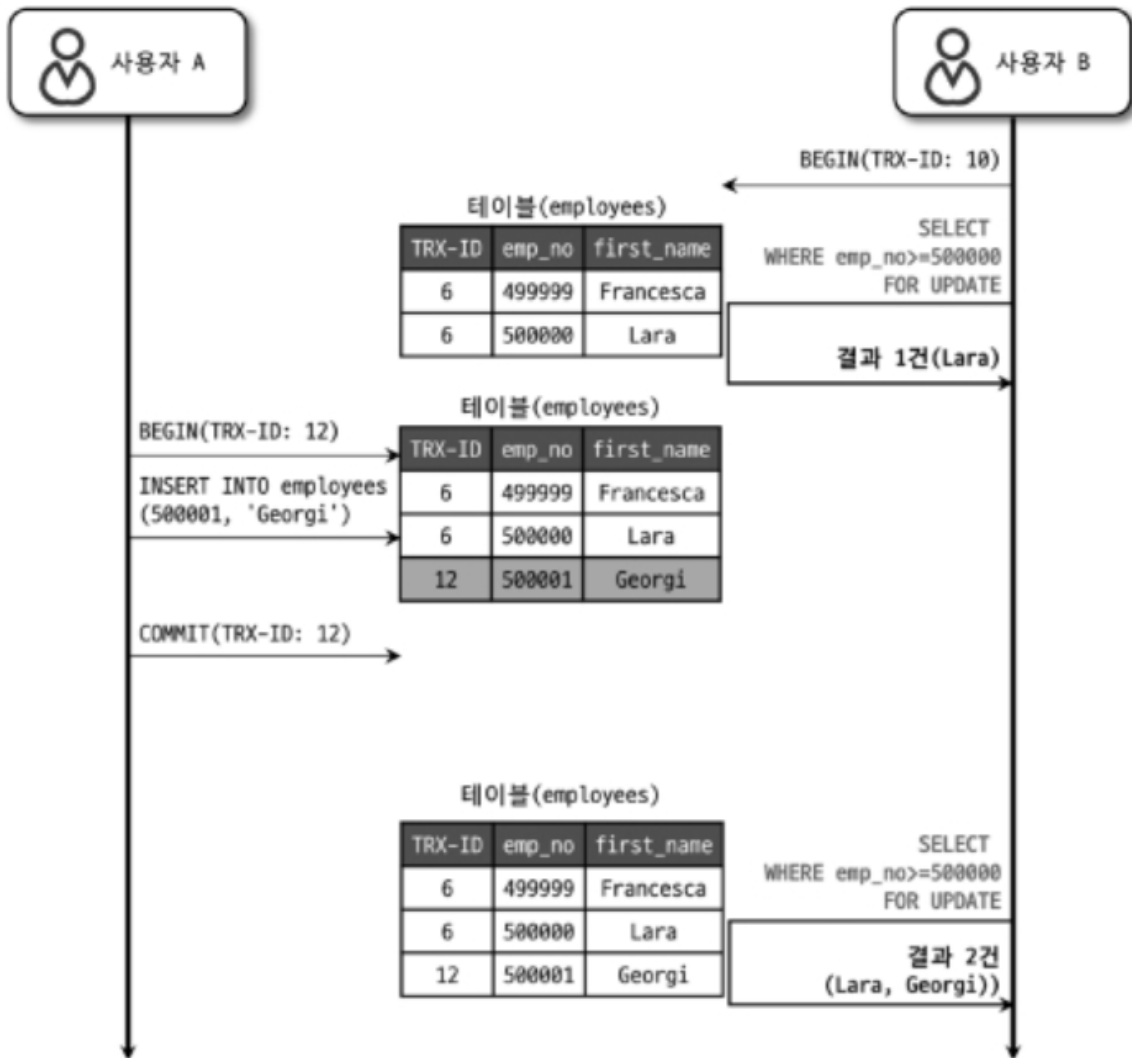 사용자 A
사용자 B
BEGIN(TRX-ID: 10)
테이블(employees)
TRX-ID emp_no first_name
6 499999 Francesca
6 500000 Lara
SELECT
WHERE emp_no>=500000
FOR UPDATE
결과 1건(Lara)
테이블(employees)
BEGIN(TRX-ID: 12)
INSERT INTO employees
(500001, 'Georgi')
TRX-ID emp_no first_name
6 499999 Francesca
6 500000 Lara
12 500001 Georgi
COMMIT(TRX-ID: 12)
테이블(employees)
TRX-ID emp_no first_name
6 499999 Francesca
6 500000 Lara
12 500001 Georgi
SELECT
WHERE emp_no>=500000
FOR UPDATE
결과 2건
(Lara, Georgi))